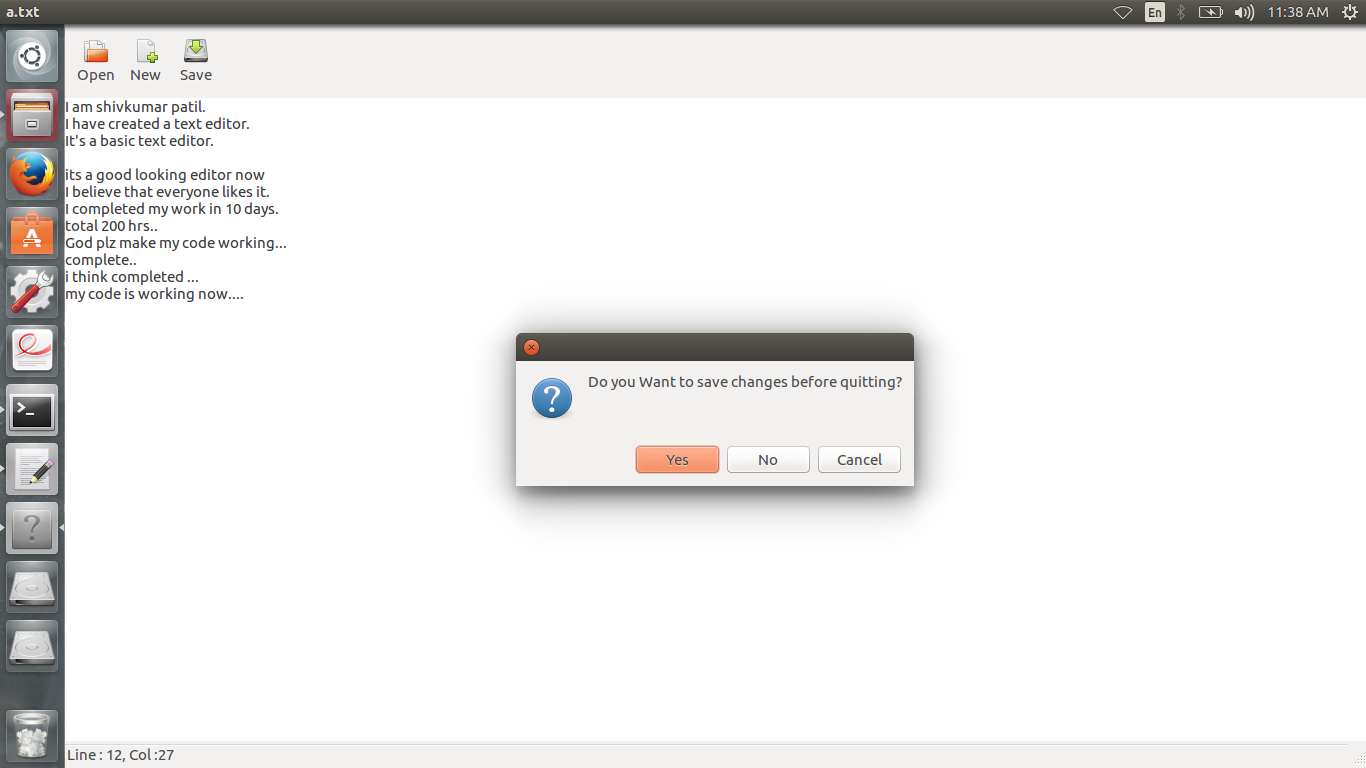 a.txt
En
11:38 AM
Open New Save
I am shivkumar patil.
I have created a text editor.
It's a basic text editor.
its a good looking editor now
I believe that everyone likes it.
I completed my work in 10 days.
total 200 hrs..
God plz make my code working...
complete..
i think completed ...
my code is working now....
Do you Want to save changes before quitting?
Yes No Cancel
Line : 12, Col :27